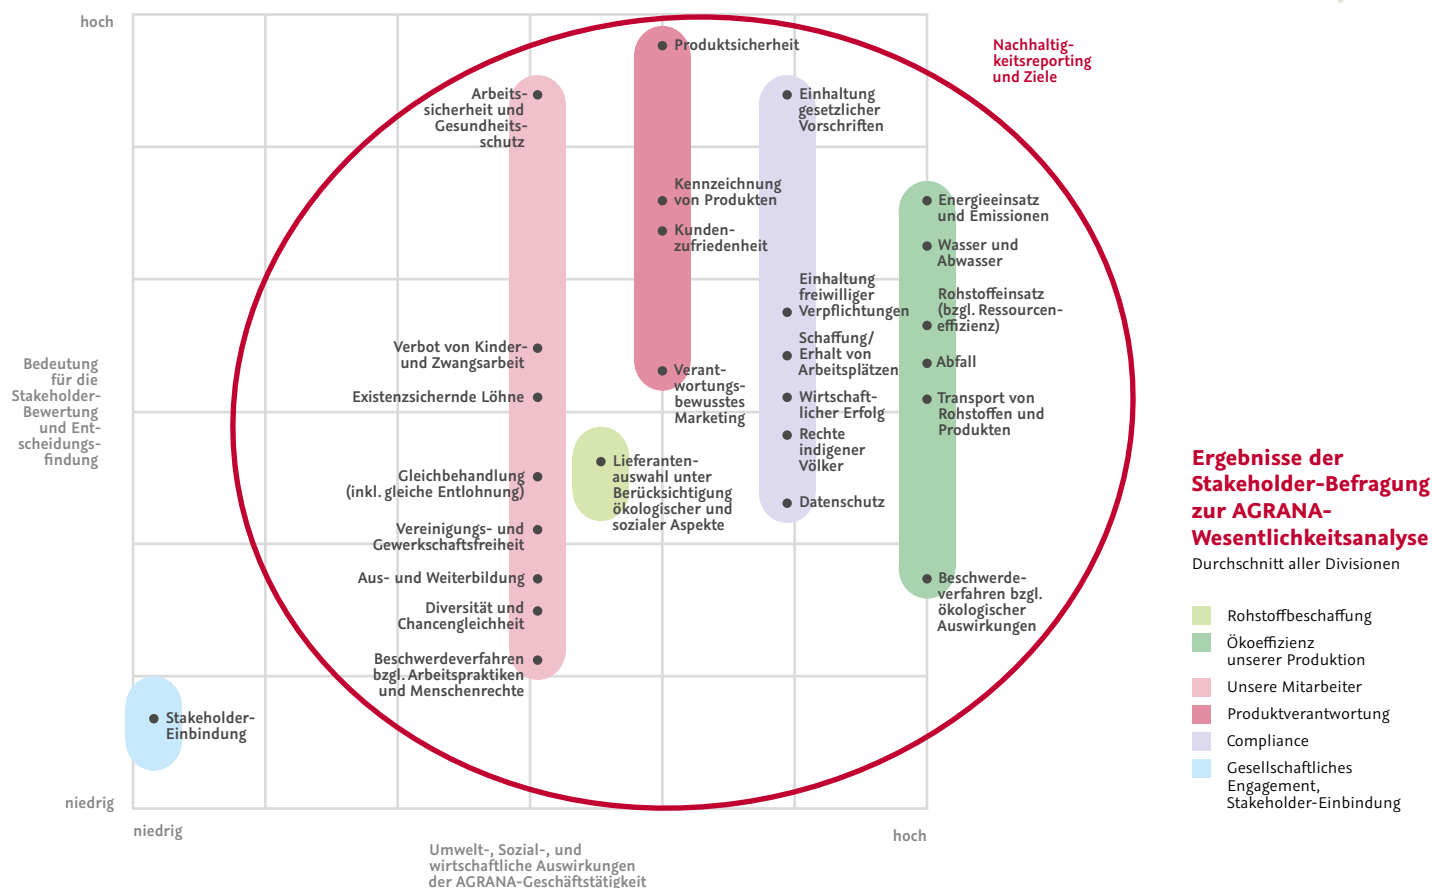 hoch
Produktsicherheit
Nachhaltig-
keitsreporting
und Ziele
Arbeits-
sicherheit und
Gesundheits-
schutz
Einhaltung
gesetzlicher
Vorschriften
Kennzeichnung
von Produkten
Kunden-
zufriedenheit
Energieeinsatz
und Emissionen
Wasser und
Abwasser
Einhaltung
freiwilliger
Verpflichtungen
Rohstoffeinsatz
(bzgl. Ressourcen-
effizienz)
Schaffung/
Erhalt von
Arbeitsplätzen
Abfall
Verbot von Kinder-
und Zwangsarbeit
Verant-
wortungs-
bewusstes
Marketing
Existenzsichernde Löhne
Wirtschaft-
licher Erfolg
Transport von
Rohstoffen und
Produkten
Bedeutung
für die
Stakeholder-
Bewertung
und Ent-
scheidungs-
findung
Rechte
indigener
Völker
Lieferanten-
auswahl unter
Berücksichtigung
ökologischer und
sozialer Aspekte
Gleichbehandlung
(inkl. gleiche Entlohnung)
Datenschutz
Vereinigungs- und
Gewerkschaftsfreiheit
Aus- und Weiterbildung
Beschwerde-
verfahren bzgl.
ökologischer
Auswirkungen
Diversität und
Chancengleichheit
Beschwerdeverfahren
bzgl. Arbeitspraktiken
und Menschenrechte
Stakeholder-
Einbindung
niedrig
niedrig
hoch
Umwelt-, Sozial-, und
wirtschaftliche Auswirkungen
der AGRANA-Geschäftstätigkeit
Ergebnisse der
Stakeholder-Befragung
zur AGRANA-
Wesentlichkeitsanalyse
Durchschnitt aller Divisionen
Rohstoffbeschaffung
Ökoeffizienz
unserer Produktion
Unsere Mitarbeiter
Produktverantwortung
Compliance
Gesellschaftliches
Engagement,
Stakeholder-Einbindung